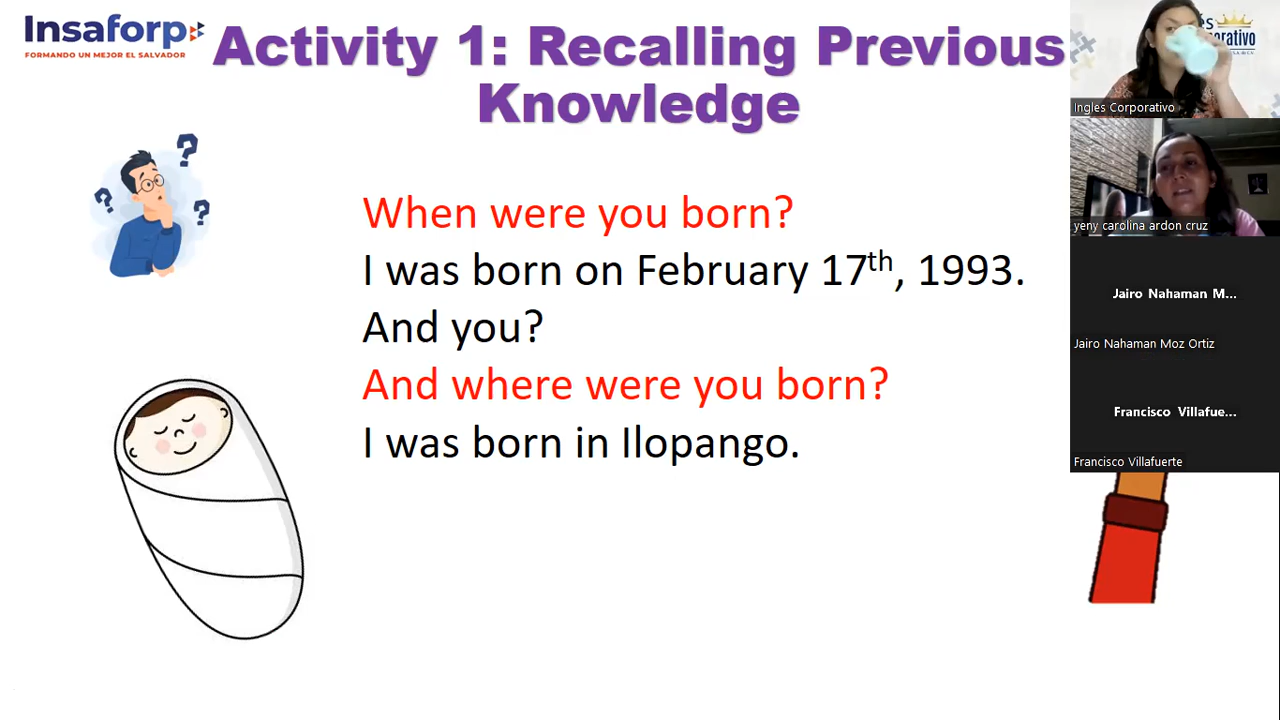 Insaforp
FORMANDO UN MEJOR EL SALVADOR
Activity 1: Recalling Previous
Knowledge
When were you born?
I was born on February 17th, 1993.
And you?
And where were you born?
I was born in Ilopango.
Ingles Corporativo
yeny carolina ardon cruz
Jairo Nahaman M...
Jairo Nahaman Moz Ortiz
Francisco Villafue...
Francisco Villafuerte